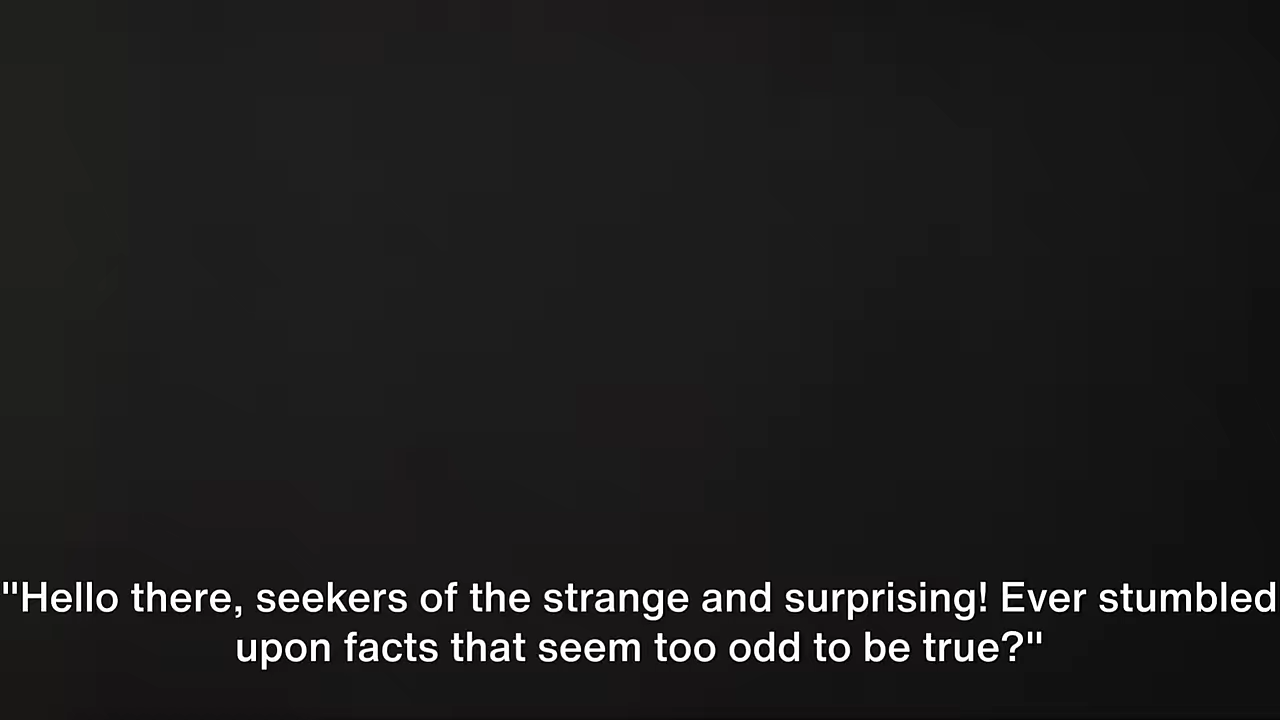 "Hello there, seekers of the strange and surprising! Ever stumbled
upon facts that seem too odd to be true?"